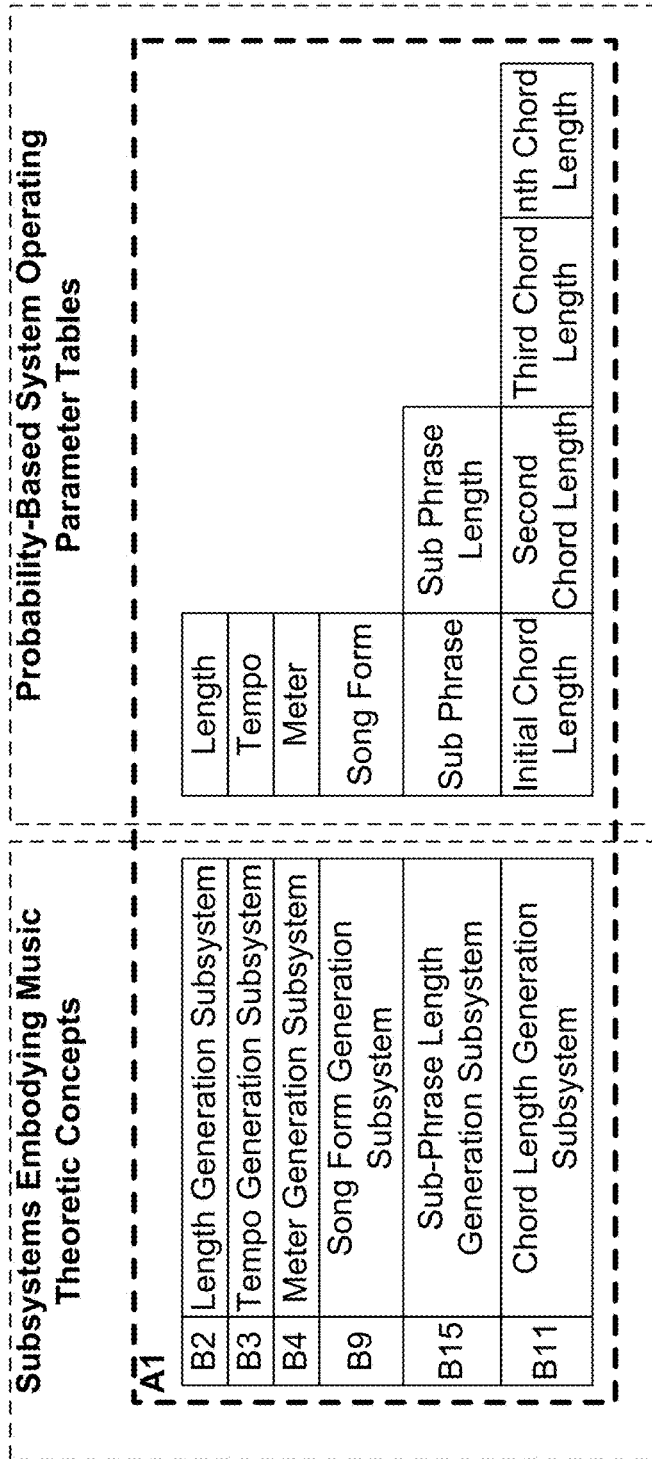 Subsystems Embodying Music
Theoretic Concepts
Probability-Based System Operating
Parameter Tables
A1
B2 Length Generation Subsystem Length
B3 Tempo Generation Subsystem Tempo
B4 Meter Generation Subsystem Meter
B9 Song Form Generation
Subsystem
Song Form
B15 Sub-Phrase Length
Generation Subsystem
Sub Phrase
Sub Phrase
Length
B11 Chord Length Generation
Subsystem
Initial Chord
Length
Second
Chord Length
Third Chord
Length
nth Chord
Length